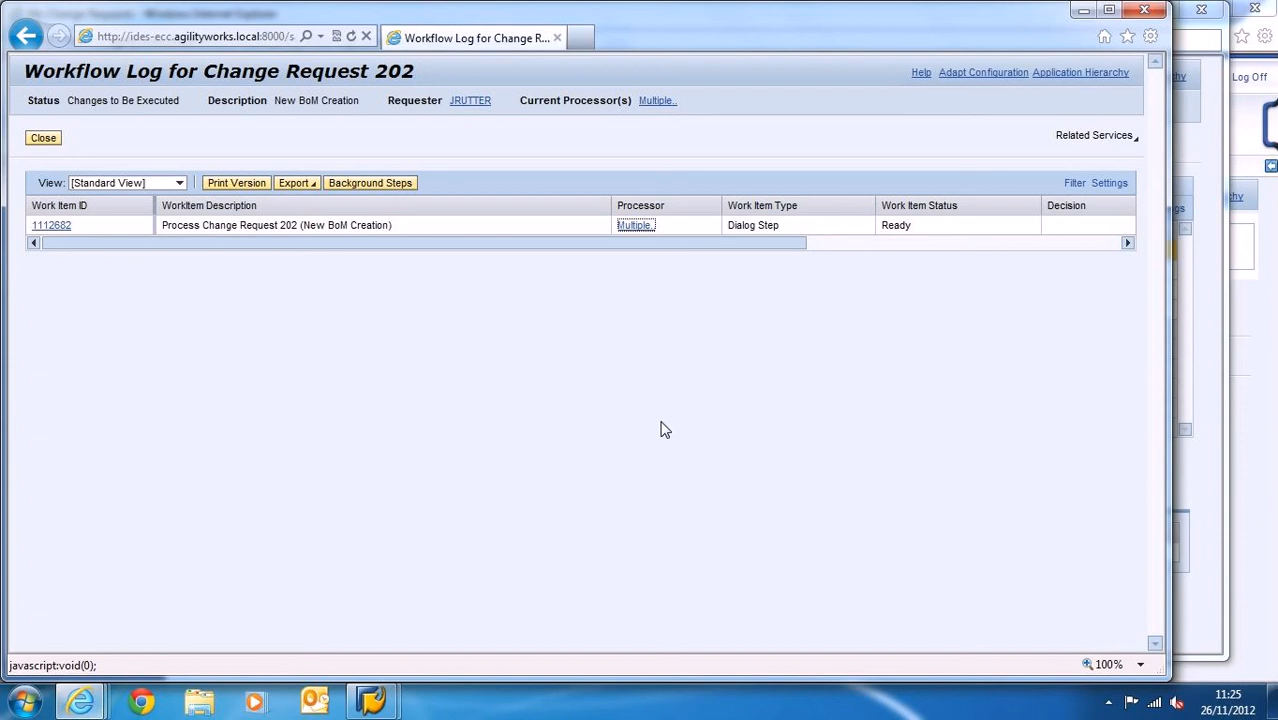 http://ides-ecc.agilityworks.local:8000/s
Workflow Log for Change R...
Workflow Log for Change Request 202
Help Adapt Configuration Application Hierarchy
Status Changes to Be Executed Description New BoM Creation Requester JRUTTER Current Processor(s) Multiple..
Log Off
Close
Related Services
View: [Standard View] Print Version Export Background Steps
Filter Settings
Work Item ID WorkItem Description Processor Work Item Type Work Item Status Decision
1112682 Process Change Request 202 (New BoM Creation) Multiple.. Dialog Step Ready
javascript:void(0);
100%
11:25
26/11/2012